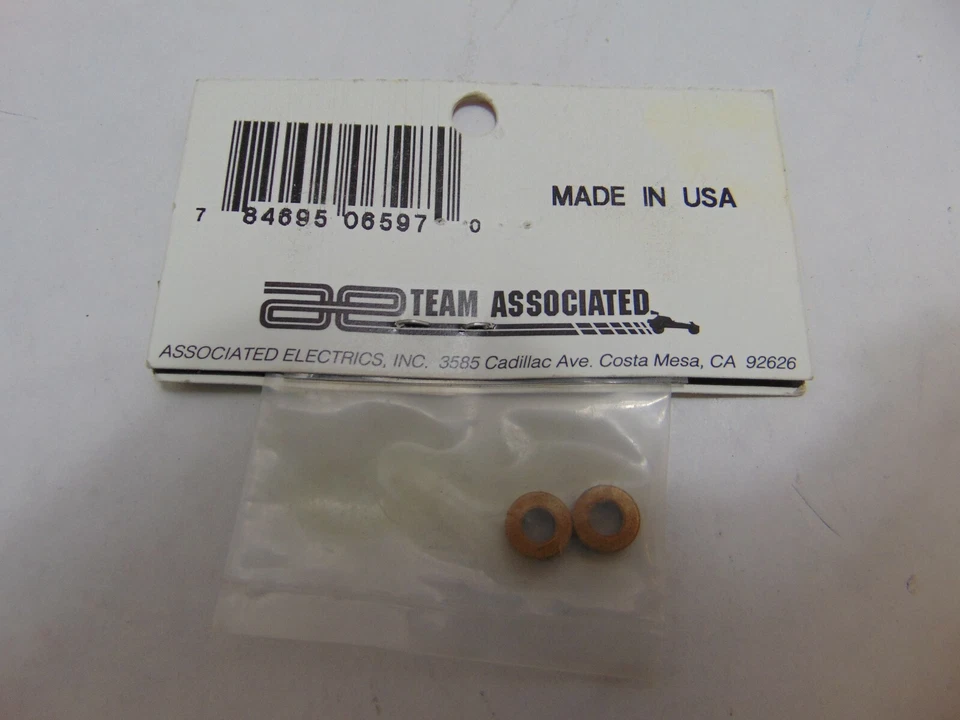 MADE IN USA
7 84695 06597 0
ae TEAM ASSOCIATED
ASSOCIATED ELECTRICS, INC. 3585 Cadillac Ave. Costa Mesa, CA 92626